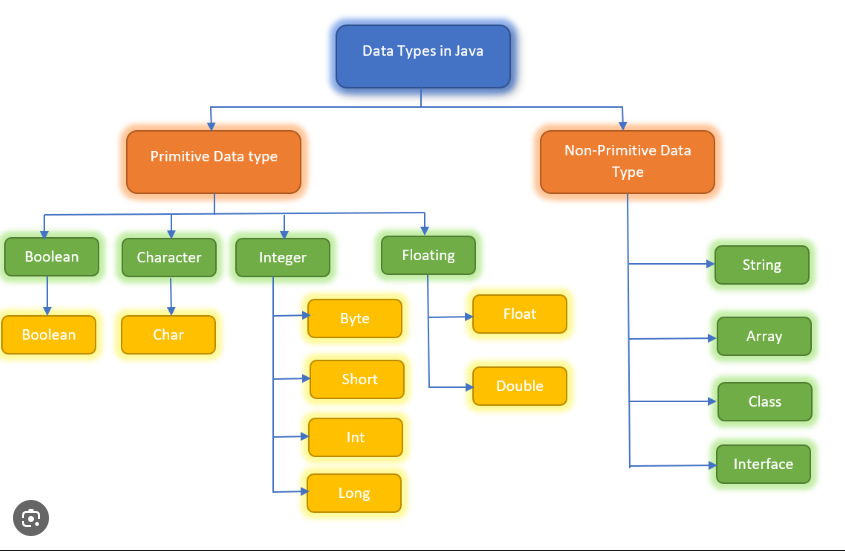 Data Types in Java
Primitive Data type
Non-Primitive Data
Type
Boolean
Character
Integer
Floating
Boolean
Char
Byte
Short
Int
Long
Float
Double
String
Array
Class
Interface